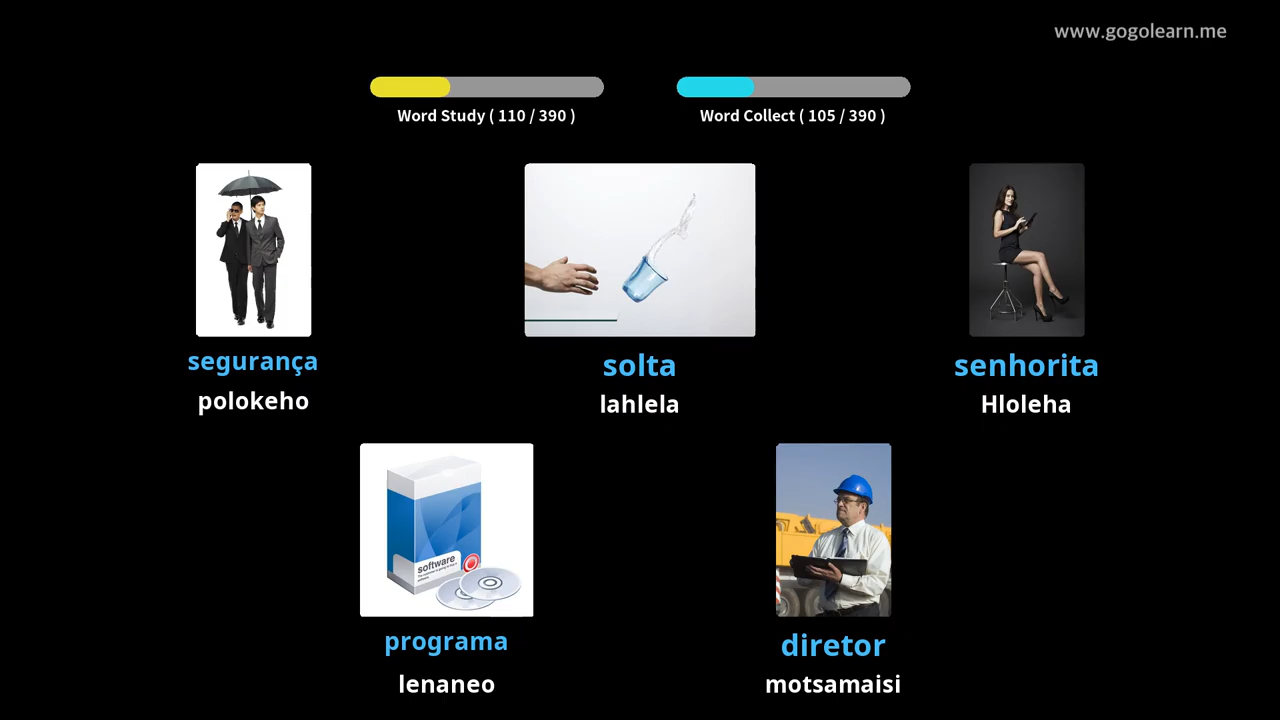 www.gogolearn.me
Word Study ( 110 / 390 )
Word Collect ( 105 / 390 )
segurança
polokeho
solta
lahlela
senhorita
Hloleha
software
programa
lenaneo
diretor
motsamaisi